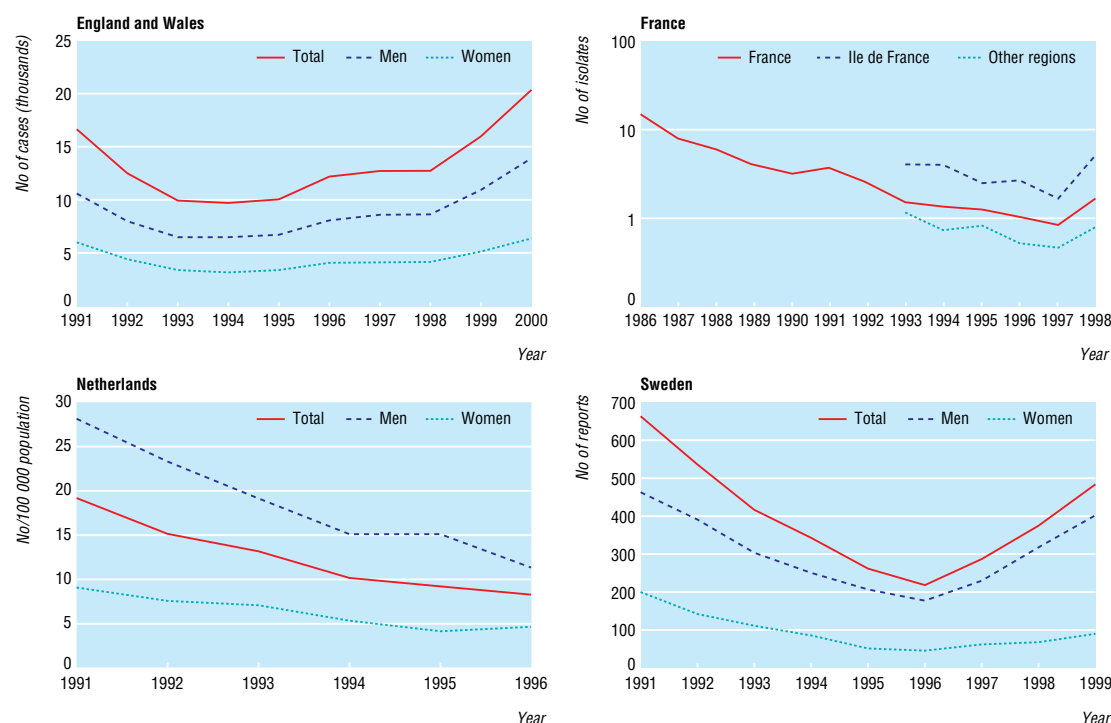 England and Wales
No of cases (thousands)
25
20
15
10
5
0
Total Men Women
1991 1992 1993 1994 1995 1996 1997 1998 1999 2000
Year
France
No of isolates
100
10
1
0
France Ile de France Other regions
1986 1987 1988 1989 1990 1991 1992 1993 1994 1995 1996 1997 1998
Year
Netherlands
No/100 000 population
30
25
20
15
10
5
0
Total Men Women
1991 1992 1993 1994 1995 1996
Year
Sweden
No of reports
700
600
500
400
300
200
100
0
Total Men Women
1991 1992 1993 1994 1995 1996 1997 1998 1999
Year